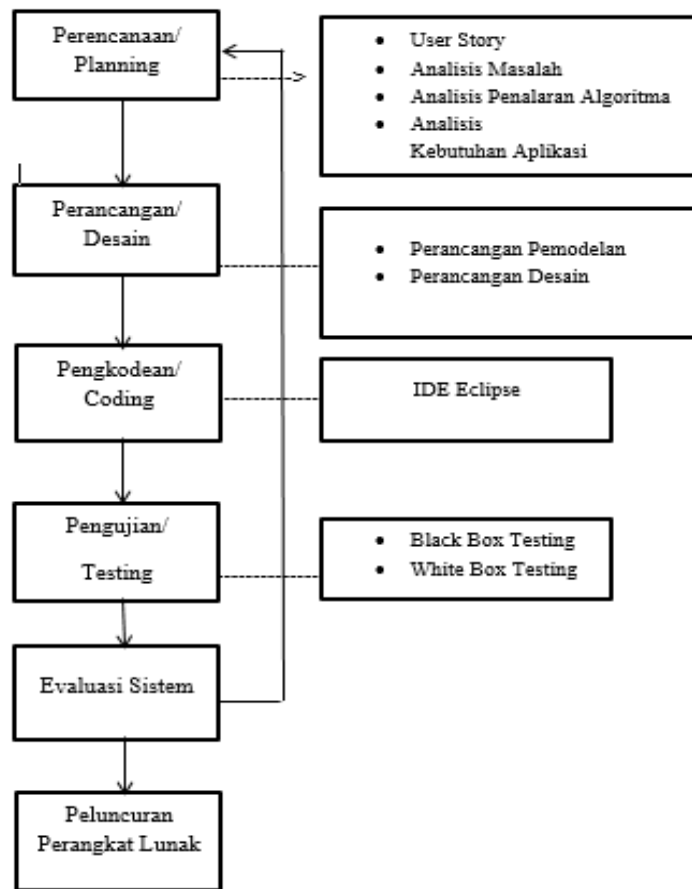 Perencanaan/
Planning
• User Story
• Analisis Masalah
• Analisis Penalaran Algoritma
• Analisis
Kebutuhan Aplikasi
Perancangan/
Desain
• Perancangan Pemodelan
• Perancangan Desain
Pengkodean/
Coding
IDE Eclipse
Pengujian/
Testing
• Black Box Testing
• White Box Testing
Evaluasi Sistem
Peluncuran
Perangkat Lunak